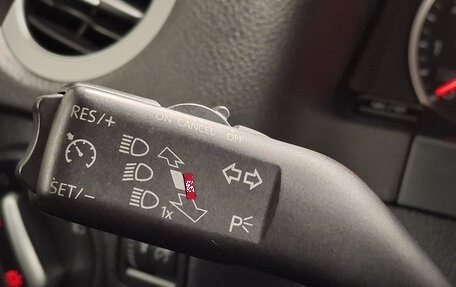 RES/+
ON CANCEL OFF
SET/-
1x
P